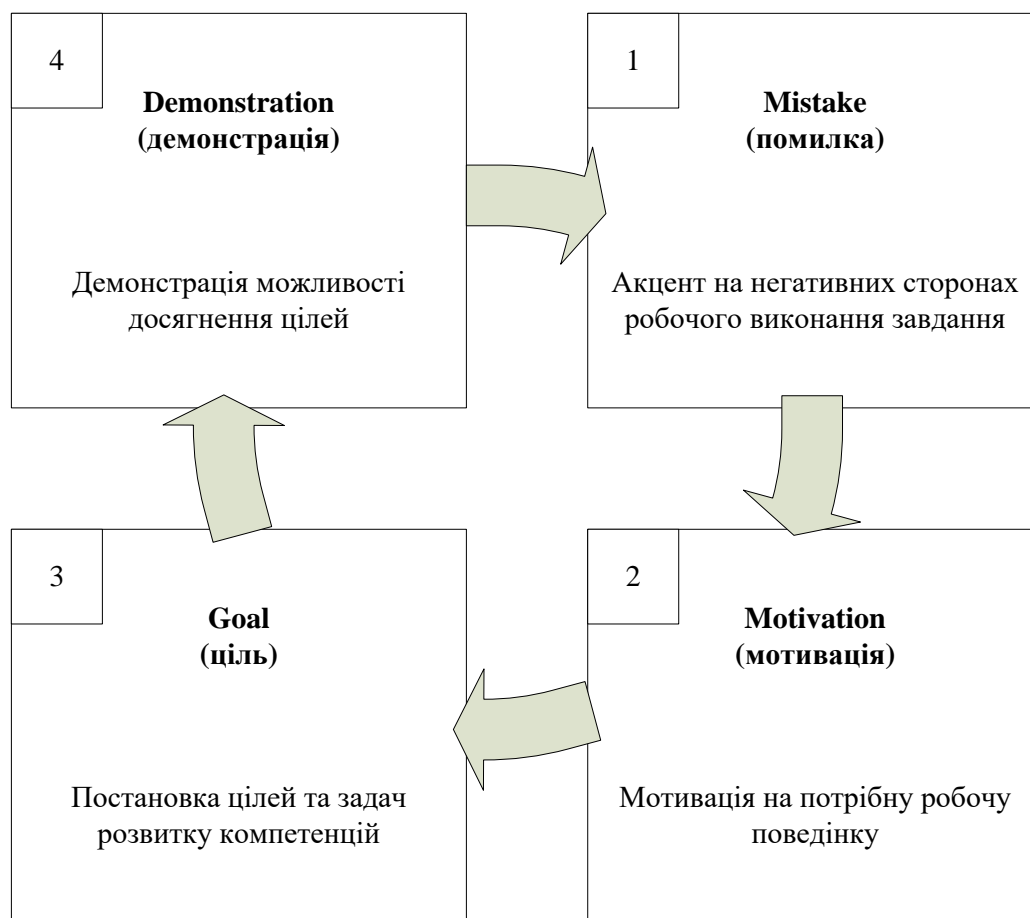 4
Demonstration
(демонстрація)
Демонстрація можливості
досягнення цілей
1
Mistake
(помилка)
Акцент на негативних сторонах
робочого виконання завдання
3
Goal
(ціль)
Постановка цілей та задач
розвитку компетенцій
2
Motivation
(мотивація)
Мотивація на потрібну робочу
поведінку